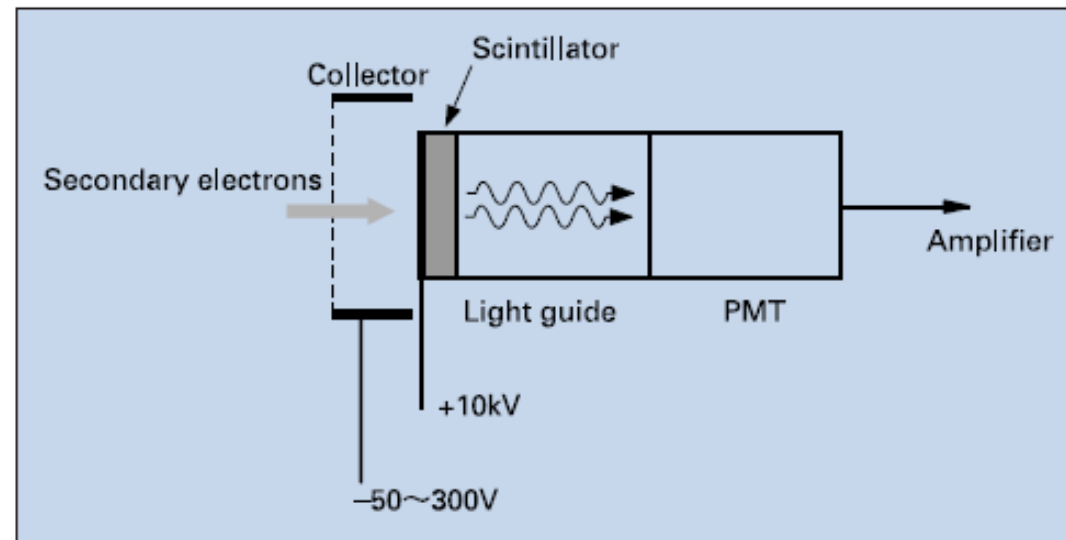 Scintillator
Collector
Secondary electrons
Amplifier
Light guide
PMT
+10kV
–50～300V